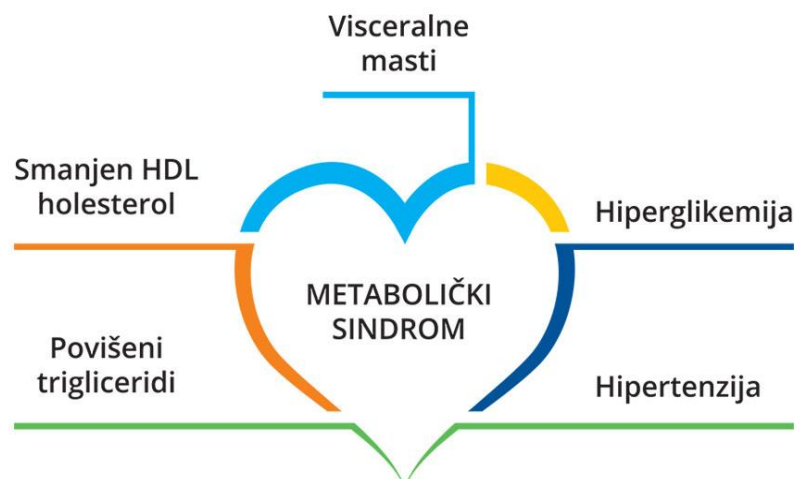 Visceralne
masti
Smanjen HDL
holesterol
Hiperglikemija
METABOLIČKI
SINDROM
Povišeni
trigliceridi
Hipertenzija